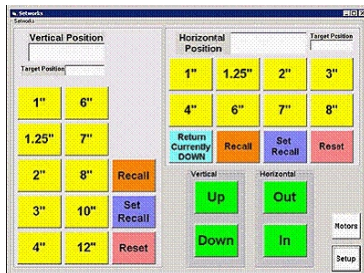 Setworks
Setworks
Vertical Position
Target Position
1" 6"
1.25" 7"
2" 8" Recall
3" 10" Set Recall
4" 12" Reset
Horizontal Position
Target Position
1" 1.25" 2" 3"
4" 6" 7" 8"
Return Currently DOWN
Recall
Set Recall
Reset
Vertical
Horizontal
Up
Out
Down
In
Motors
Setup